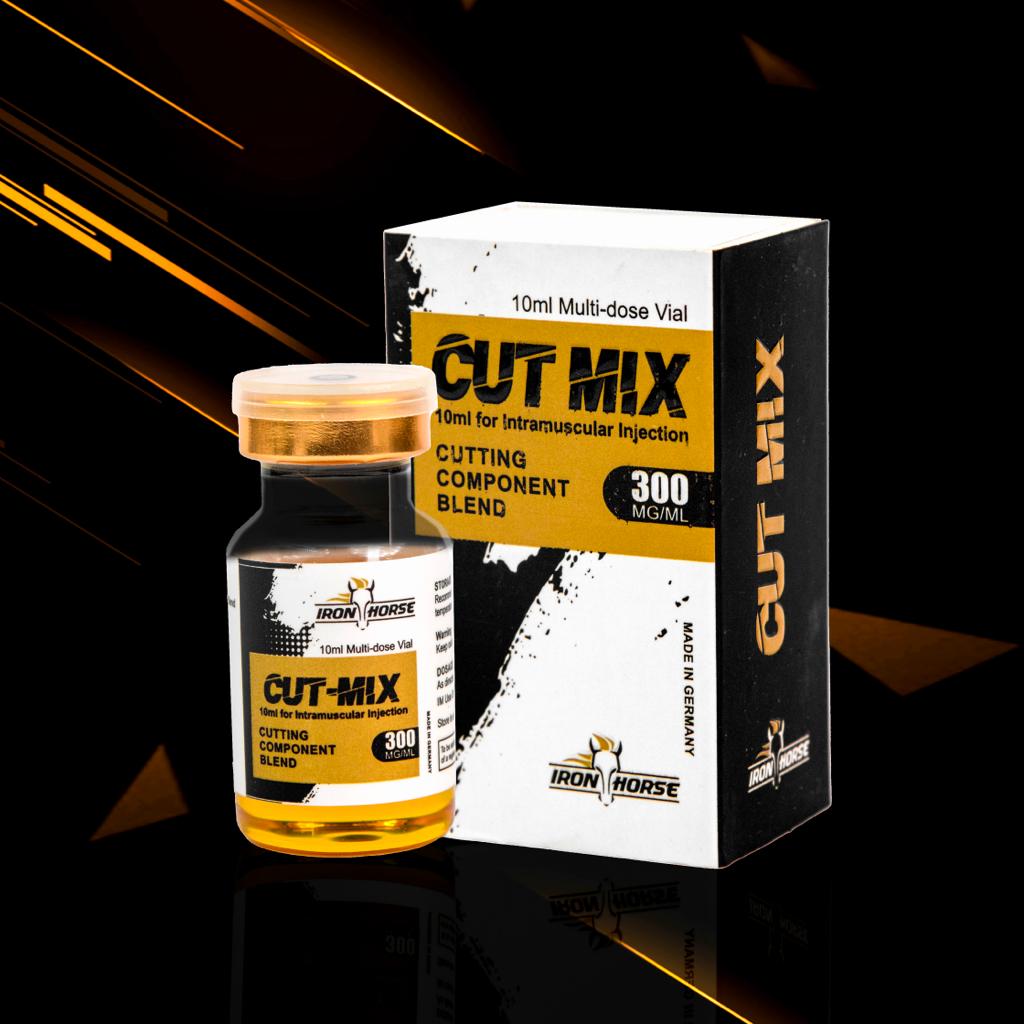 10ml Multi-dose Vial
CUT MIX
10ml for Intramuscular Injection
CUTTING
COMPONENT
BLEND
300
MG/ML
MADE IN GERMANY
IRON HORSE
CUT MIX
IRON HORSE
IRON HORSE
10ml Multi-dose Vial
CUT-MIX
10ml for Intramuscular Injection
CUTTING
COMPONENT
BLEND
300
MG/ML
MADE IN GERMANY
Warning
Keep